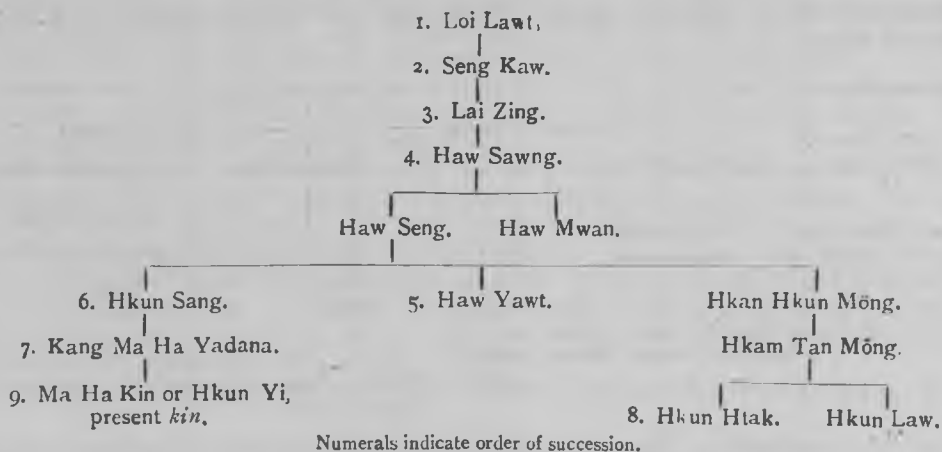 1. Loi Lawt,
2. Seng Kaw.
3. Lai Zing.
4. Haw Sawng.
Haw Seng. Haw Mwan.
6. Hkun Sang. 5. Haw Yawt. Hkan Hkun Möng.
7. Kang Ma Ha Yadana. Hkam Tan Möng.
9. Ma Ha Kin or Hkun Yi, 8. Hkun Htak. Hkun Law.
present kin.
Numerals indicate order of succession.